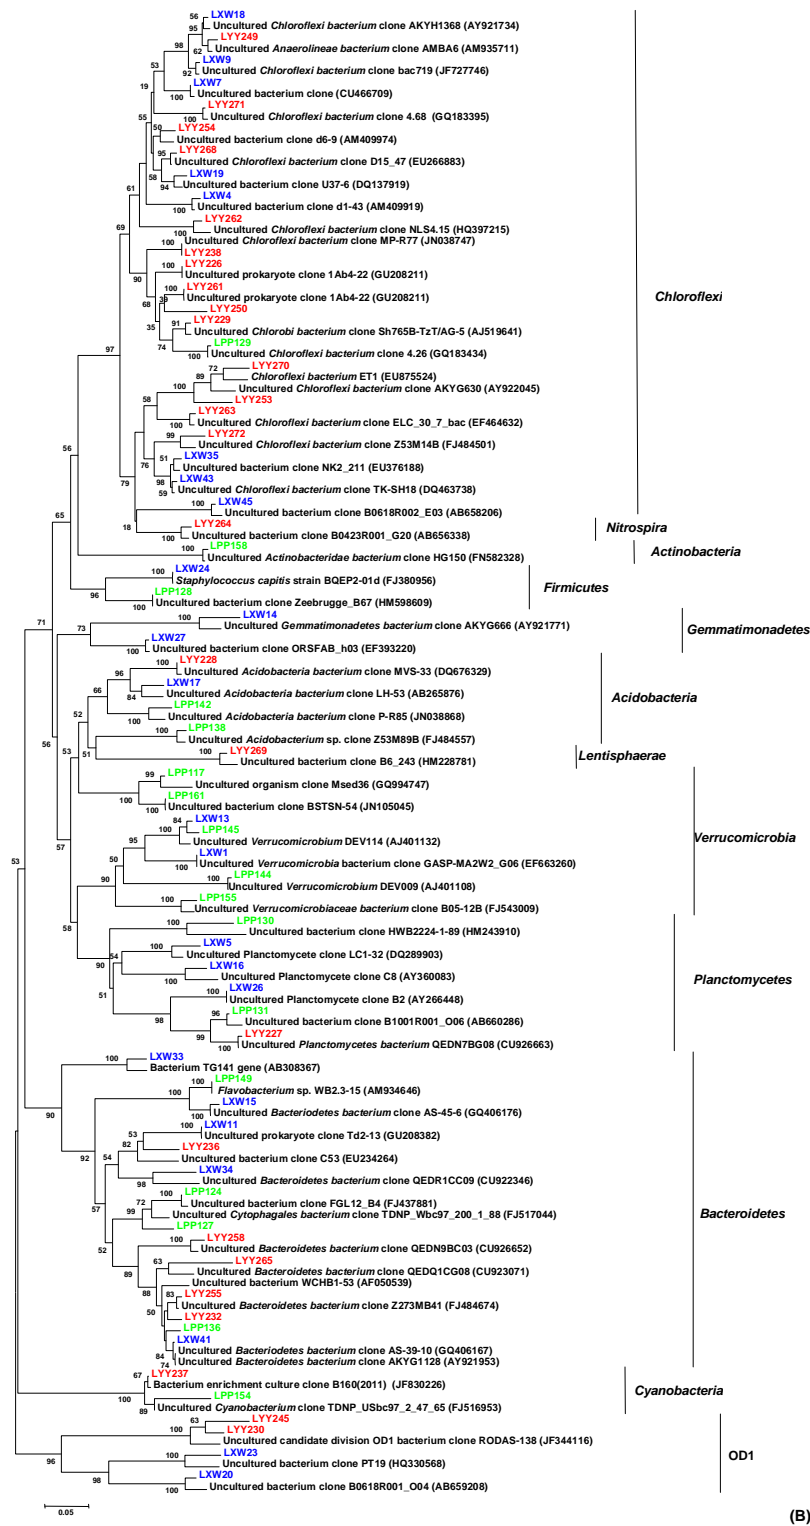 LXW18
Uncultured Chloroflexi bacterium clone AKYH1368 (AY921734)
LYY249
Uncultured Anaerolineae bacterium clone AMBA6 (AM935711)
LXW9
Uncultured Chloroflexi bacterium clone bac719 (JF727746)
LXW7
Uncultured bacterium clone (CU466709)
LYY271
Uncultured Chloroflexi bacterium clone 4.68 (GQ183395)
LYY254
Uncultured bacterium clone d6-9 (AM409974)
LYY268
Uncultured Chloroflexi bacterium clone D15_47 (EU266883)
LXW19
Uncultured bacterium clone U37-6 (DQ137919)
LXW4
Uncultured bacterium clone d1-43 (AM409919)
LYY262
Uncultured Chloroflexi bacterium clone NLS4.15 (HQ397215)
Uncultured Chloroflexi bacterium clone MP-R77 (JN038747)
LYY238
LYY226
Uncultured prokaryote clone 1Ab4-22 (GU208211)
LYY261
Uncultured prokaryote clone 1Ab4-22 (GU208211)
LYY250
LYY229
Uncultured Chlorobi bacterium clone Sh765B-TzT/AG-5 (AJ519641)
LPP129
Uncultured Chloroflexi bacterium clone 4.26 (GQ183434)
LYY270
Chloroflexi bacterium ET1 (EU875524)
Uncultured Chloroflexi bacterium clone AKYG630 (AY922045)
LYY253
LYY263
Uncultured Chloroflexi bacterium clone ELC_30_7_bac (EF464632)
LYY272
Uncultured Chloroflexi bacterium clone Z53M14B (FJ484501)
LXW35
Uncultured bacterium clone NK2_211 (EU376188)
LXW43
Uncultured Chloroflexi bacterium clone TK-SH18 (DQ463738)
LXW45
Uncultured bacterium clone B0618R002_E03 (AB658206)
Chloroflexi
LYY264
Uncultured bacterium clone B0423R001_G20 (AB656338)
Nitrospira
LPP158
Uncultured Actinobacteridae bacterium clone HG150 (FN582328)
Actinobacteria
LXW24
Staphylococcus capitis strain BQEP2-01d (FJ380956)
LPP128
Uncultured bacterium clone Zeebrugge_B67 (HM598609)
Firmicutes
LXW14
Uncultured Gemmatimonadetes bacterium clone AKYG666 (AY921771)
LXW27
Uncultured bacterium clone ORSFAB_h03 (EF393220)
Gemmatimonadetes
LYY228
Uncultured Acidobacteria bacterium clone MVS-33 (DQ676329)
LXW17
Uncultured Acidobacteria bacterium clone LH-53 (AB265876)
LPP142
Uncultured Acidobacteria bacterium clone P-R85 (JN038868)
LPP138
Uncultured Acidobacterium sp. clone Z53M89B (FJ484557)
Acidobacteria
LYY269
Uncultured bacterium clone B6_243 (HM228781)
Lentisphaerae
LPP117
Uncultured organism clone Msed36 (GQ994747)
LPP161
Uncultured bacterium clone BSTSN-54 (JN105045)
LXW13
LPP145
Uncultured Verrucomicrobium DEV114 (AJ401132)
LXW1
Uncultured Verrucomicrobia bacterium clone GASP-MA2W2_G06 (EF663260)
LPP144
Uncultured Verrucomicrobium DEV009 (AJ401108)
LPP155
Uncultured Verrucomicrobiaceae bacterium clone B05-12B (FJ543009)
Verrucomicrobia
LPP130
Uncultured bacterium clone HWB2224-1-89 (HM243910)
LXW5
Uncultured Planctomycete clone LC1-32 (DQ289903)
LXW16
Uncultured Planctomycete clone C8 (AY360083)
LXW26
Uncultured Planctomycete clone B2 (AY266448)
LPP131
Uncultured bacterium clone B1001R001_O06 (AB660286)
LYY227
Uncultured Planctomycetes bacterium QEDN7BG08 (CU926663)
Planctomycetes
LXW33
Bacterium TG141 gene (AB308367)
LPP149
Flavobacterium sp. WB2.3-15 (AM934646)
LXW15
Uncultured Bacteriodetes bacterium clone AS-45-6 (GQ406176)
LXW11
Uncultured prokaryote clone Td2-13 (GU208382)
LYY236
Uncultured bacterium clone C53 (EU234264)
LXW34
Uncultured Bacteroidetes bacterium clone QEDR1CC09 (CU922346)
LPP124
Uncultured bacterium clone FGL12_B4 (FJ437881)
Uncultured Cytophagales bacterium clone TDNP_Wbc97_200_1_88 (FJ517044)
LPP127
LYY258
Uncultured Bacteroidetes bacterium clone QEDN9BC03 (CU926652)
LYY265
Uncultured Bacteroidetes bacterium clone QEDQ1CG08 (CU923071)
Uncultured bacterium WCHB1-53 (AF050539)
LYY255
Uncultured Bacteroidetes bacterium clone Z273MB41 (FJ484674)
LYY232
LPP136
LXW41
Uncultured Bacteriodetes bacterium clone AS-39-10 (GQ406167)
Uncultured Bacteroidetes bacterium clone AKYG1128 (AY921953)
Bacteroidetes
LYY237
Bacterium enrichment culture clone B160(2011) (JF830226)
LPP154
Uncultured Cyanobacterium clone TDNP_USbc97_2_47_65 (FJ516953)
Cyanobacteria
LYY245
LYY230
Uncultured candidate division OD1 bacterium clone RODAS-138 (JF344116)
LXW23
Uncultured bacterium clone PT19 (HQ330568)
LXW20
Uncultured bacterium clone B0618R001_O04 (AB659208)
OD1
0.05
(B)